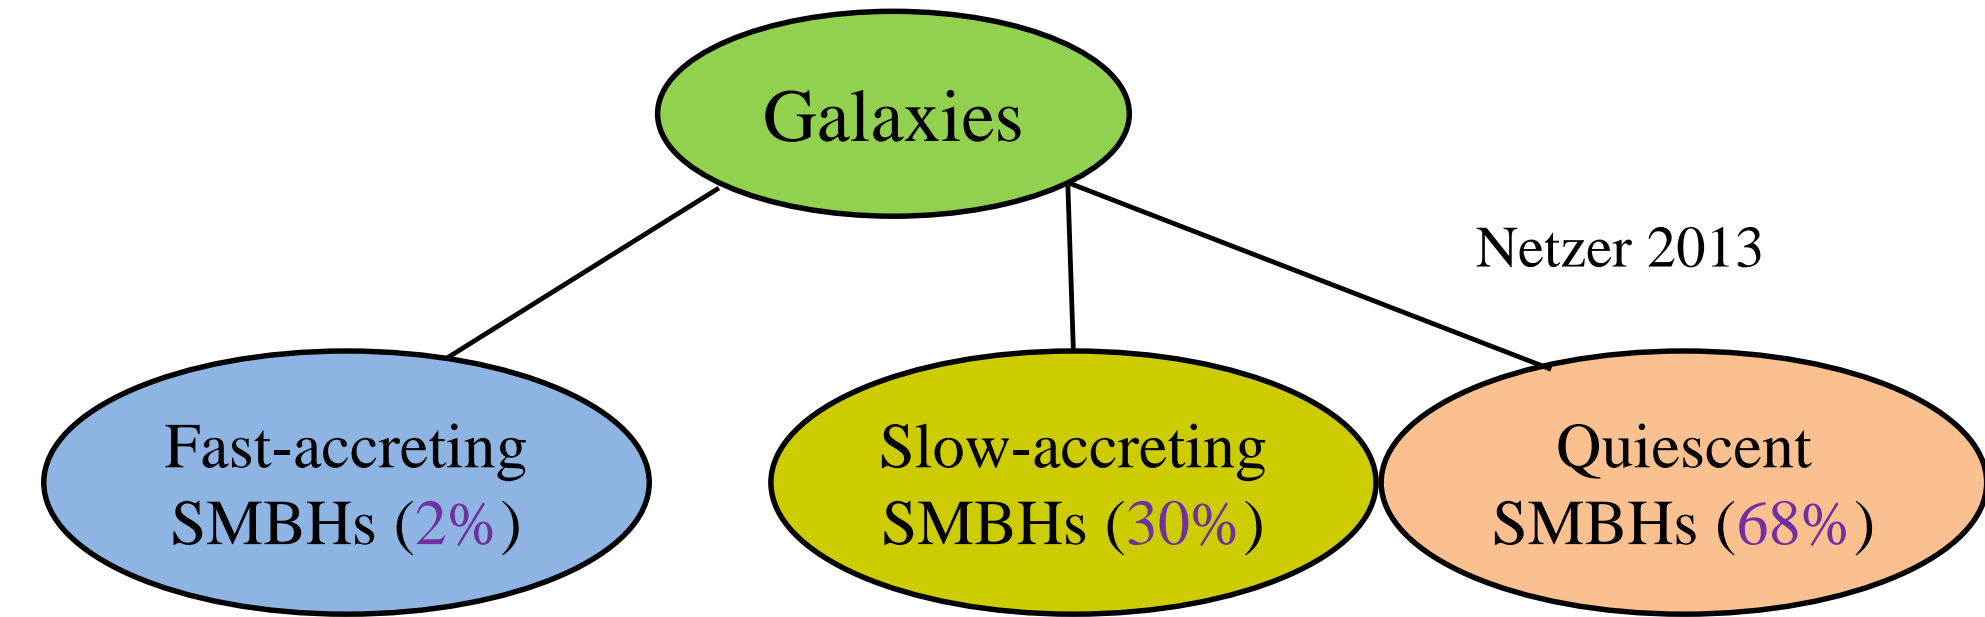 Galaxies
Netzer 2013
Fast-accreting
SMBHs (2%)
Slow-accreting
SMBHs (30%)
Quiescent
SMBHs (68%)